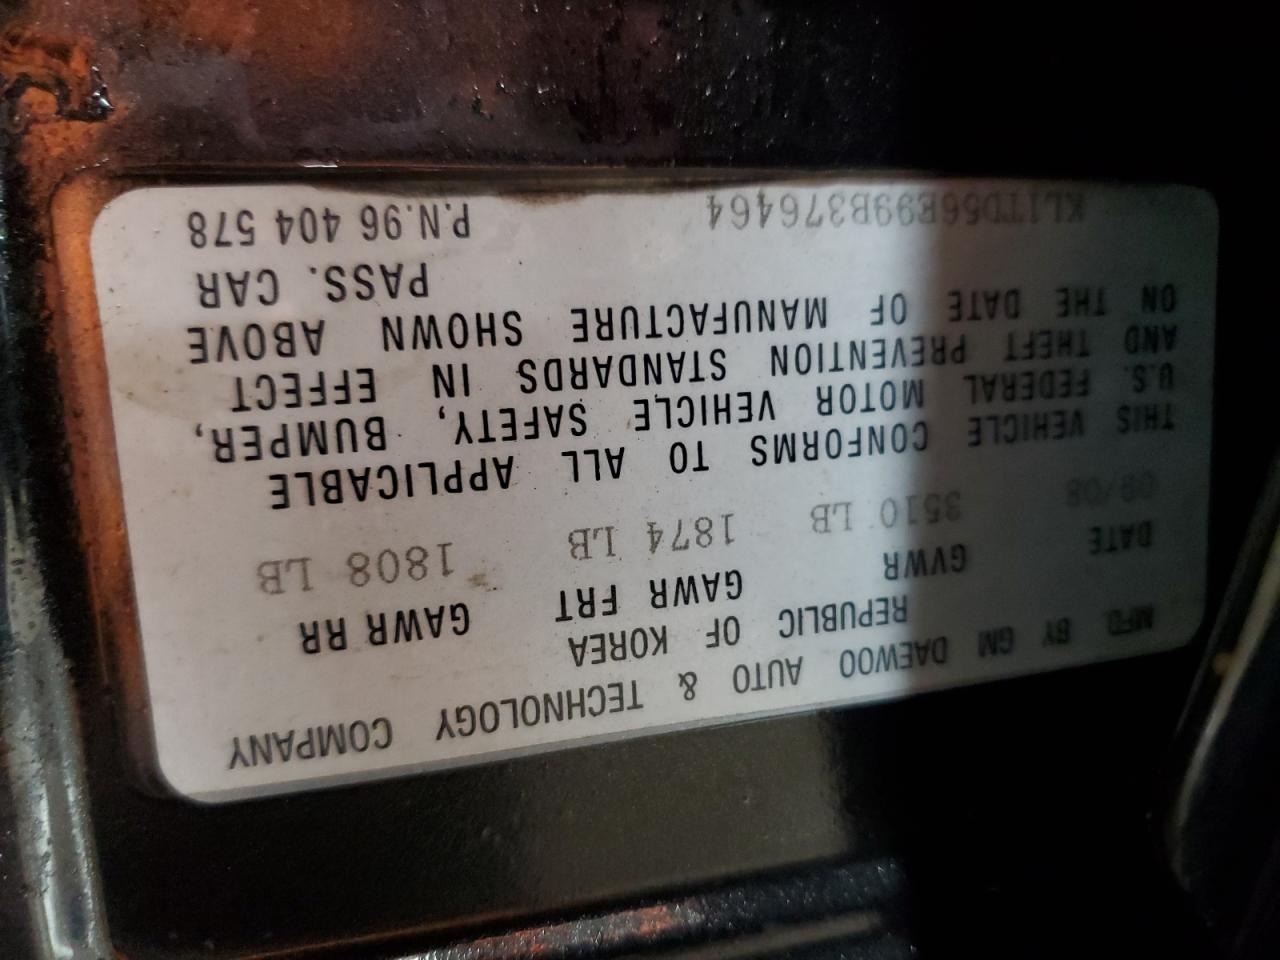 MFD BY GM DAEWOO AUTO & TECHNOLOGY COMPANY
REPUBLIC OF KOREA
DATE GVWR GAWR FRT GAWR RR
09/08 3510 LB 1874 LB 1808 LB
THIS VEHICLE CONFORMS TO ALL APPLICABLE
U.S. FEDERAL MOTOR VEHICLE SAFETY, BUMPER,
AND THEFT PREVENTION STANDARDS IN EFFECT
ON THE DATE OF MANUFACTURE SHOWN ABOVE
PASS. CAR
KL1TD56E99B376464 P.N.96 404 578